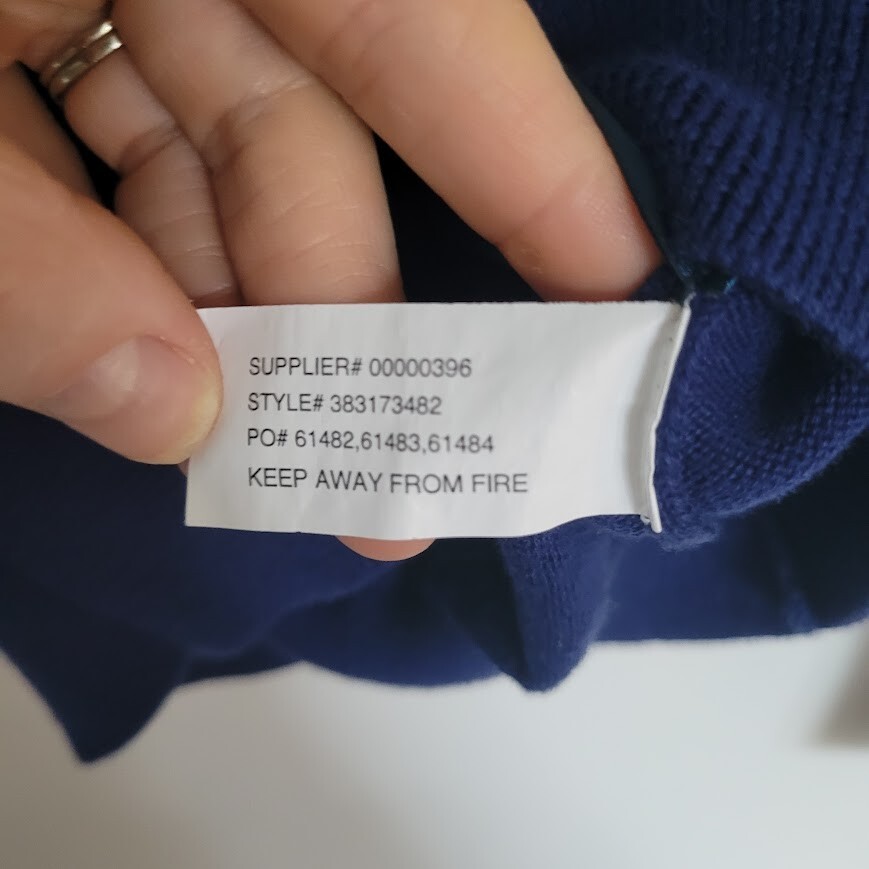 SUPPLIER# 00000396
STYLE# 383173482
PO# 61482,61483,61484
KEEP AWAY FROM FIRE